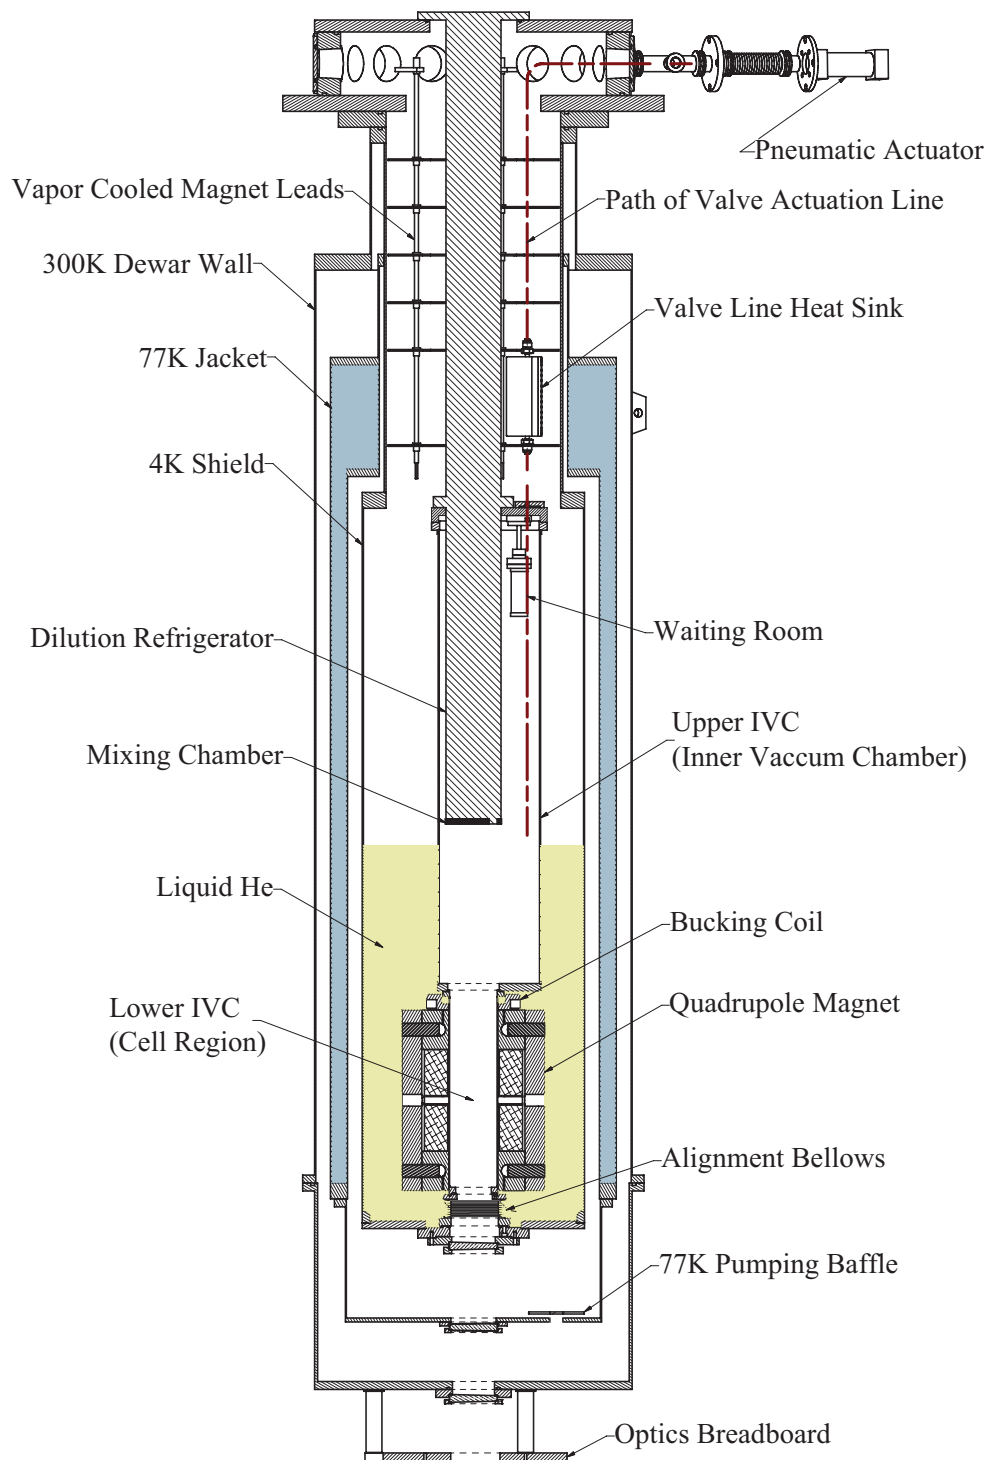 Pneumatic Actuator
Vapor Cooled Magnet Leads
Path of Valve Actuation Line
300K Dewar Wall
Valve Line Heat Sink
77K Jacket
4K Shield
Dilution Refrigerator
Waiting Room
Mixing Chamber
Upper IVC
(Inner Vaccum Chamber)
Liquid He
Bucking Coil
Lower IVC
(Cell Region)
Quadrupole Magnet
Alignment Bellows
77K Pumping Baffle
Optics Breadboard